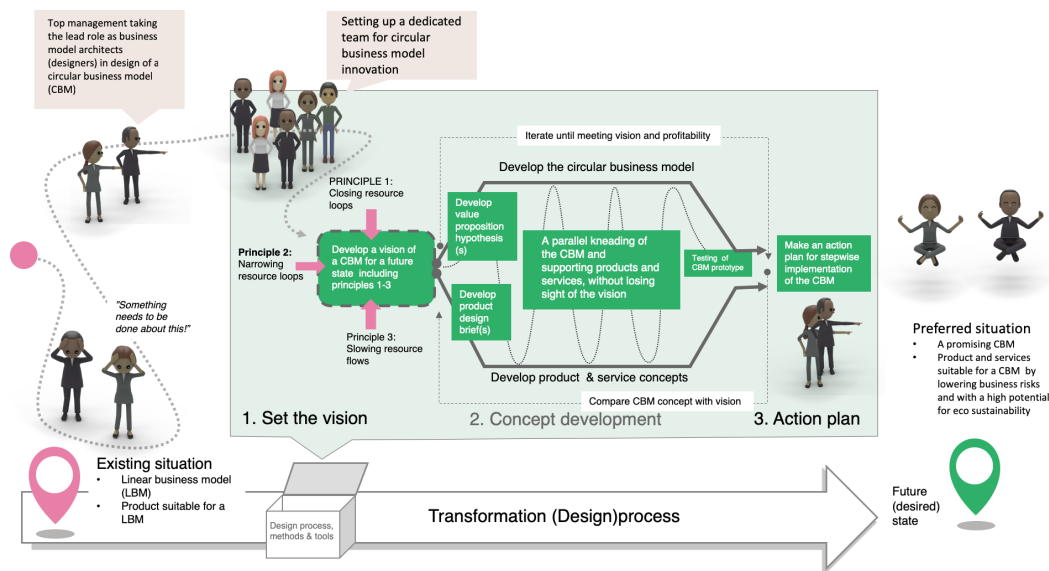 Top management taking
the lead role as business
model architects
(designers) in design of a
circular business model
(CBM)
Setting up a dedicated
team for circular
business model
innovation
Iterate until meeting vision and profitability
Develop the circular business model
PRINCIPLE 1:
Closing resource
loops
Principle 2:
Narrowing
resource loops
Develop a vision of
a CBM for a future
state including
principles 1-3
Principle 3:
Slowing resource
flows
Develop
value
proposition
hypothesis
(s)
Develop
product
design
brief(s)
A parallel kneading of
the CBM and
supporting products and
services, without losing
sight of the vision
Testing of
CBM prototype
Make an action
plan for stepwise
implementation
of the CBM
"Something
needs to be
done about this!"
Develop product & service concepts
Compare CBM concept with vision
1. Set the vision
2. Concept development
3. Action plan
Preferred situation
• A promising CBM
• Product and services
suitable for a CBM by
lowering business risks
and with a high potential
for eco sustainability
Existing situation
• Linear business model
(LBM)
• Product suitable for a
LBM
Design process,
methods & tools
Transformation (Design)process
Future
(desired)
state